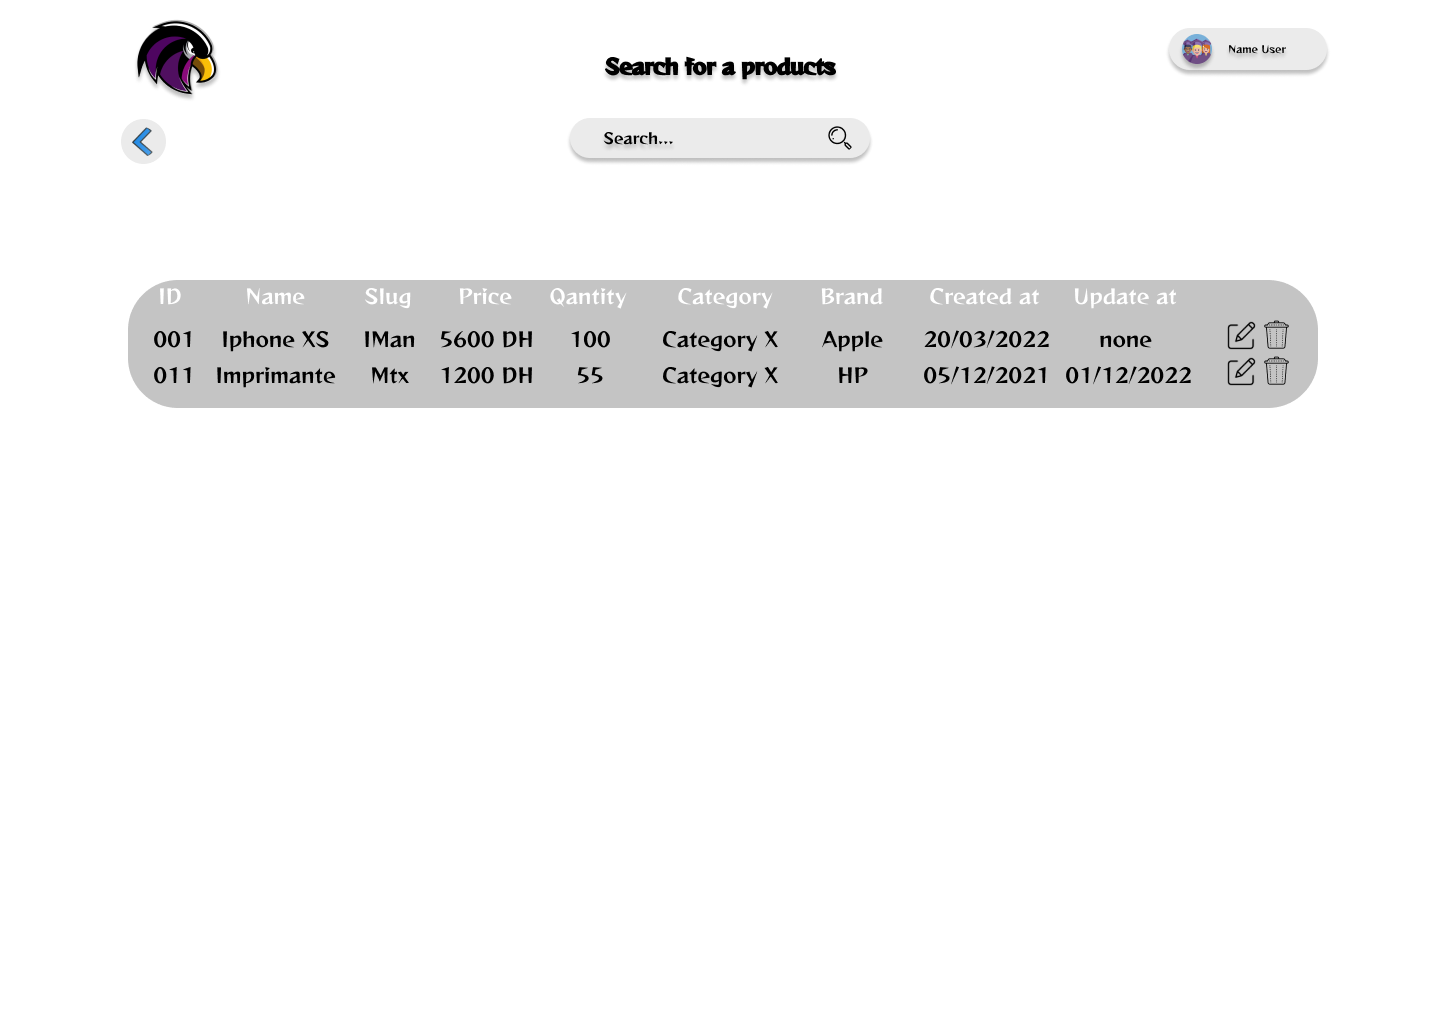 Name User
Search for a products
Search...
ID Name Slug Price Qantity Category Brand Created at Update at
001 Iphone XS IMan 5600 DH 100 Category X Apple 20/03/2022 none
011 Imprimante Mtx 1200 DH 55 Category X HP 05/12/2021 01/12/2022